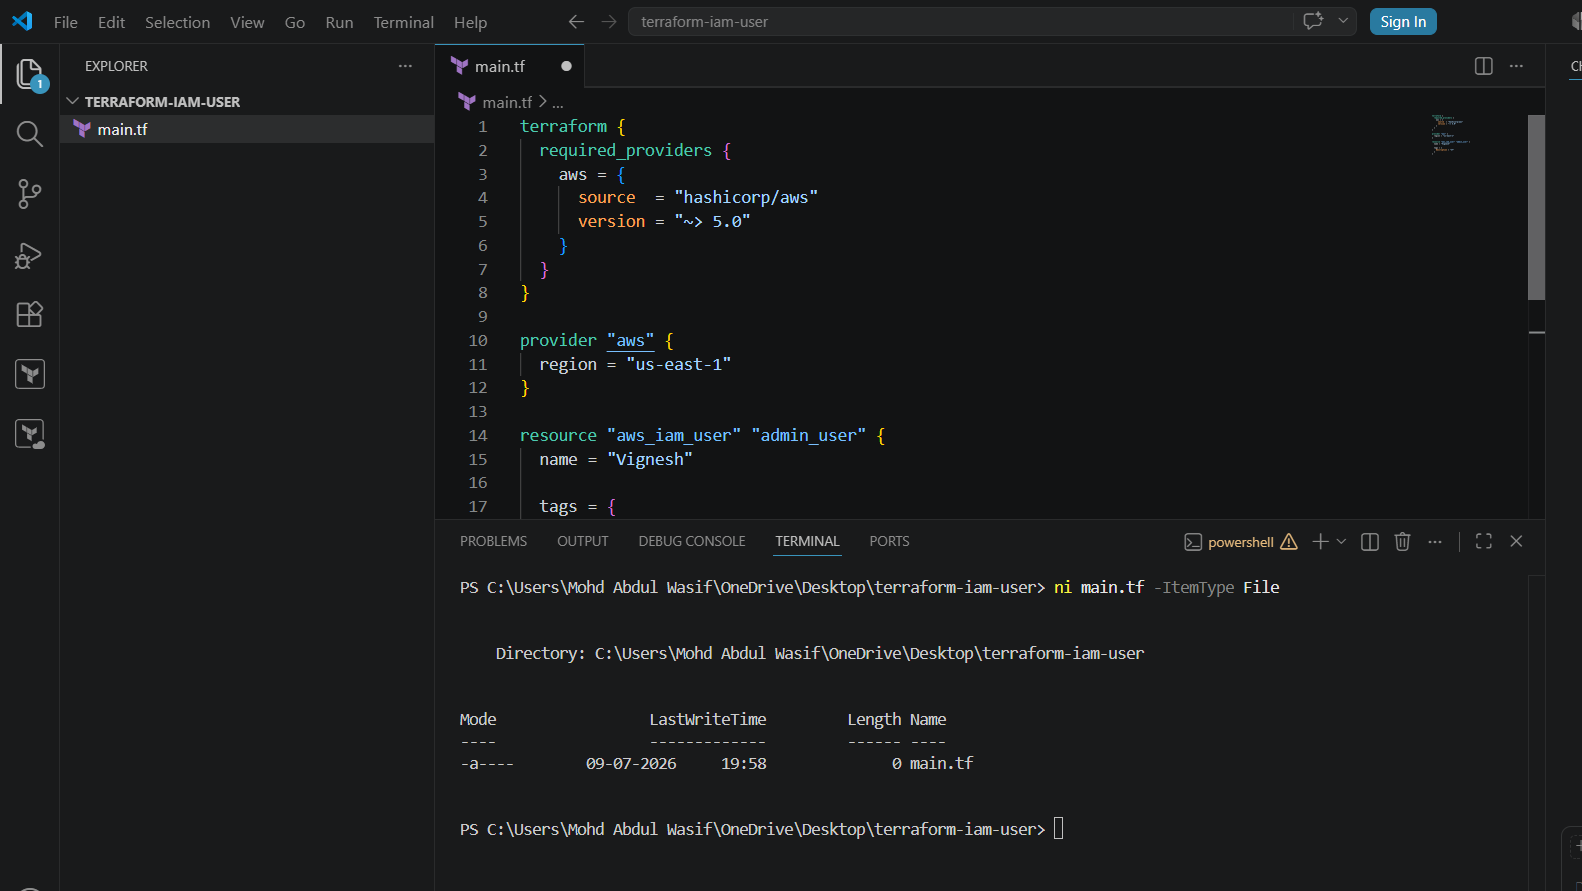 File Edit Selection View Go Run Terminal Help
terraform-iam-user
Sign In
EXPLORER
TERRAFORM-IAM-USER
main.tf
1
main.tf
main.tf > ...
1 terraform {
2 required_providers {
3 aws = {
4 source  = "hashicorp/aws"
5 version = "~> 5.0"
6 }
7 }
8 }
9
10 provider "aws" {
11 region = "us-east-1"
12 }
13
14 resource "aws_iam_user" "admin_user" {
15 name = "Vignesh"
16
17 tags = {
PROBLEMS OUTPUT DEBUG CONSOLE TERMINAL PORTS
powershell
PS C:\Users\Mohd Abdul Wasif\OneDrive\Desktop\terraform-iam-user> ni main.tf -ItemType File
Directory: C:\Users\Mohd Abdul Wasif\OneDrive\Desktop\terraform-iam-user
Mode LastWriteTime Length Name
---- ------------- ------ ----
-a---- 09-07-2026 19:58 0 main.tf
PS C:\Users\Mohd Abdul Wasif\OneDrive\Desktop\terraform-iam-user>